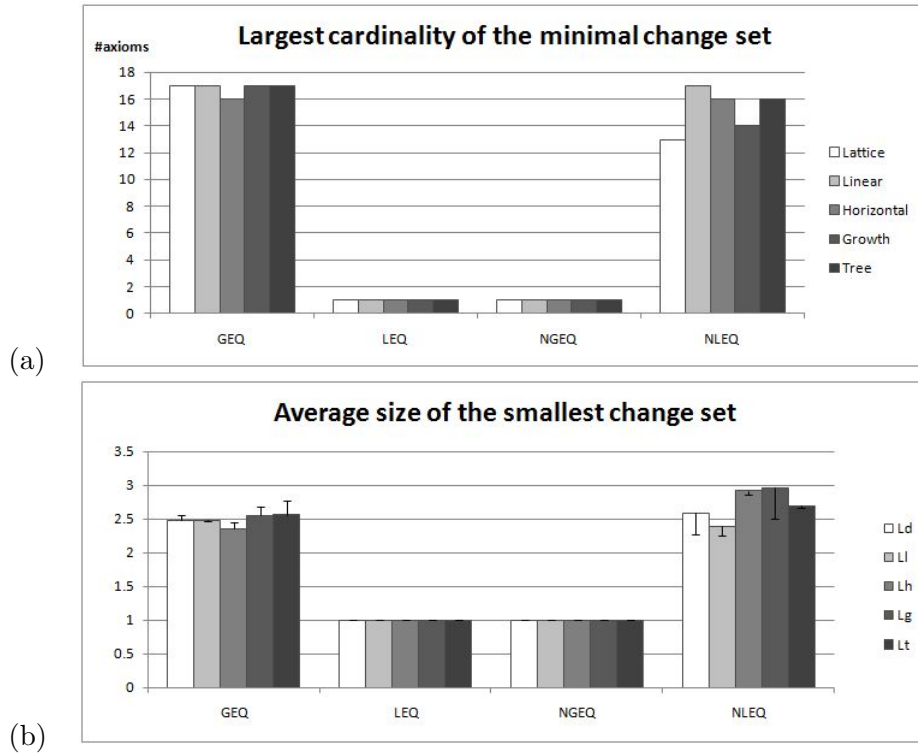 Largest cardinality of the minimal change set
#axioms
18
16
14
12
10
8
6
4
2
0
GEQ LEQ NGEQ NLEQ
Lattice
Linear
Horizontal
Growth
Tree
(a)
Average size of the smallest change set
3.5
3
2.5
2
1.5
1
0.5
0
GEQ LEQ NGEQ NLEQ
Ld
Ll
Lh
Lg
Lt
(b)